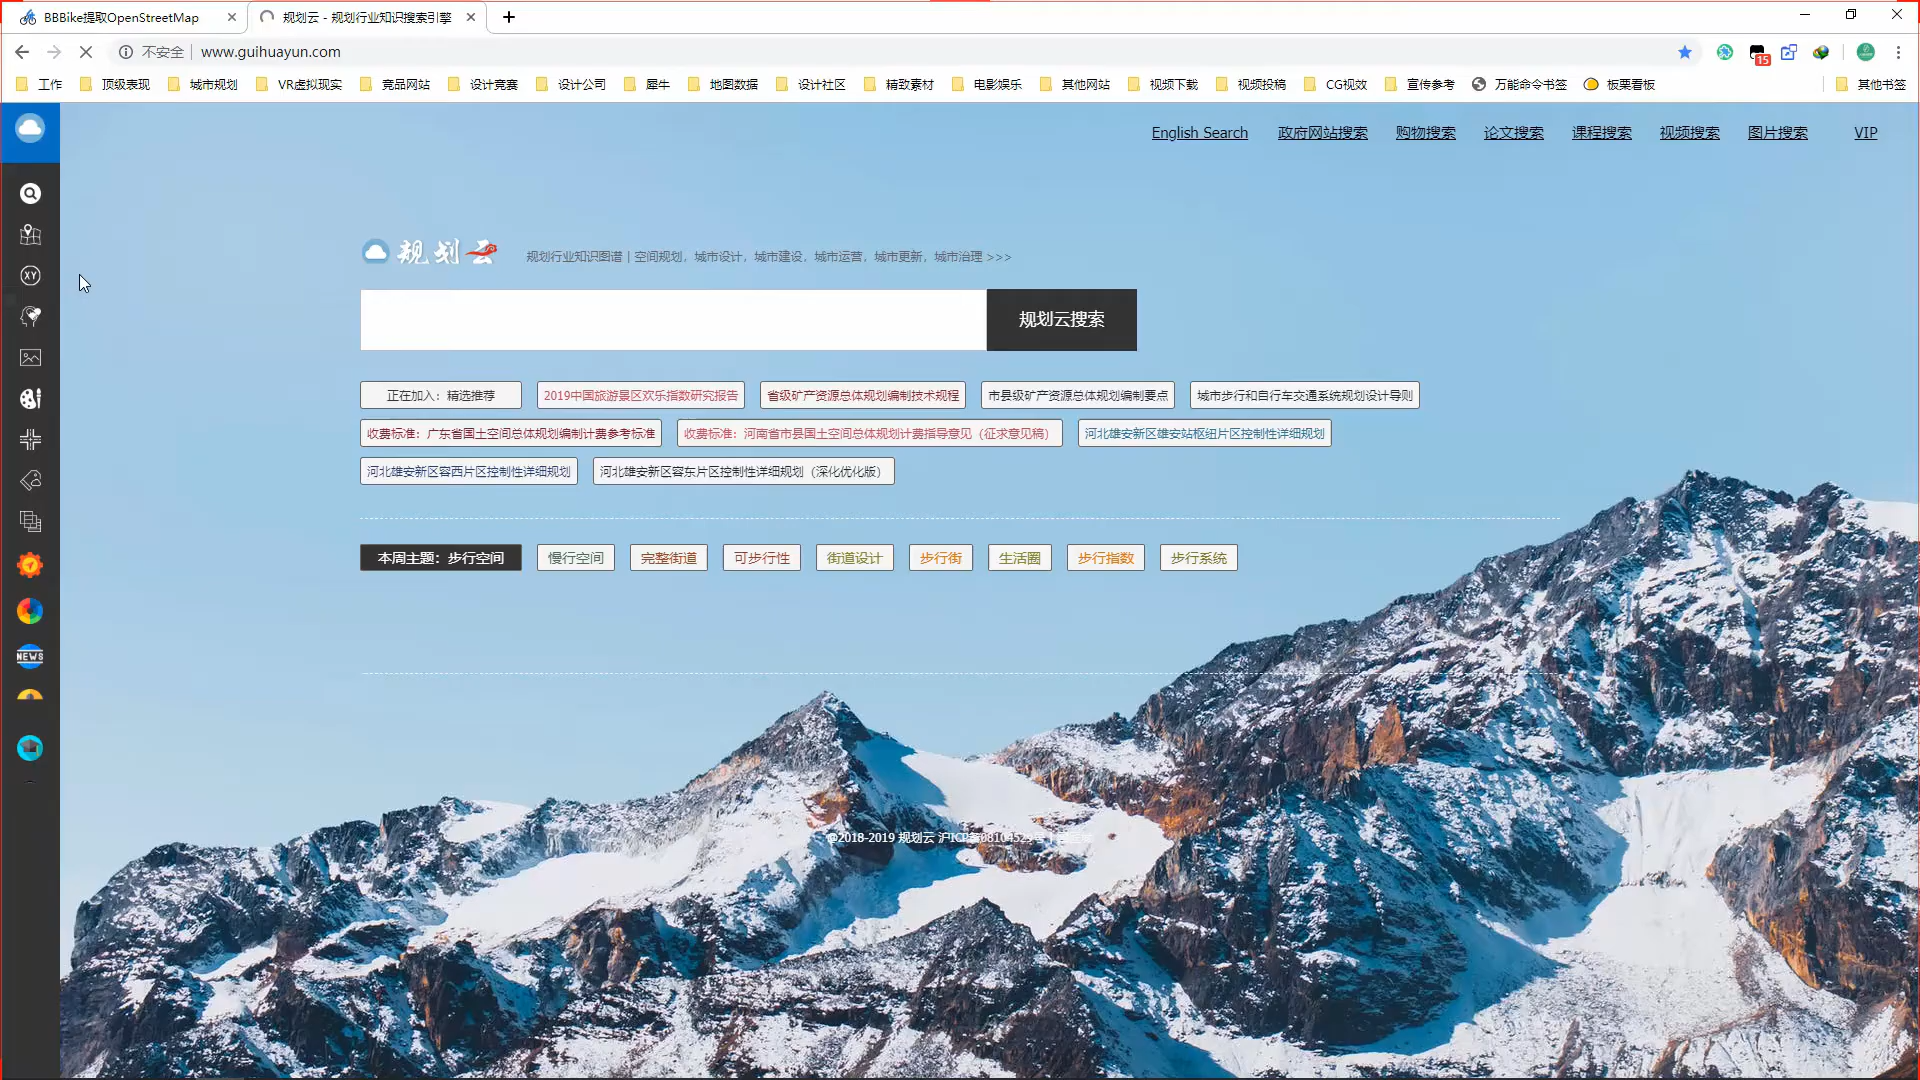 BBBike提取OpenStreetMap
规划云 - 规划行业知识搜索引擎
不安全 | www.guihuayun.com
15
工作 顶级表现 城市规划 VR虚拟现实 竞品网站 设计竞赛 设计公司 犀牛 地图数据 设计社区 精致素材 电影娱乐 其他网站 视频下载 视频投稿 CG视效 宣传参考 万能命令书签 板栗看板 其他书签
English Search 政府网站搜索 购物搜索 论文搜索 课程搜索 视频搜索 图片搜索 VIP
XY
NEWS
规划云
规划行业知识图谱 | 空间规划，城市设计，城市建设，城市运营，城市更新，城市治理 >>>
规划云搜索
正在加入：精选推荐 2019中国旅游景区欢乐指数研究报告 省级矿产资源总体规划编制技术规程 市县级矿产资源总体规划编制要点 城市步行和自行车交通系统规划设计导则
收费标准：广东省国土空间总体规划编制计费参考标准 收费标准：河南省市县国土空间总体规划计费指导意见（征求意见稿） 河北雄安新区雄安站枢纽片区控制性详细规划
河北雄安新区容西片区控制性详细规划 河北雄安新区容东片区控制性详细规划（深化优化版）
本周主题：步行空间 慢行空间 完整街道 可步行性 街道设计 步行街 生活圈 步行指数 步行系统
@2018-2019 规划云 沪ICP备